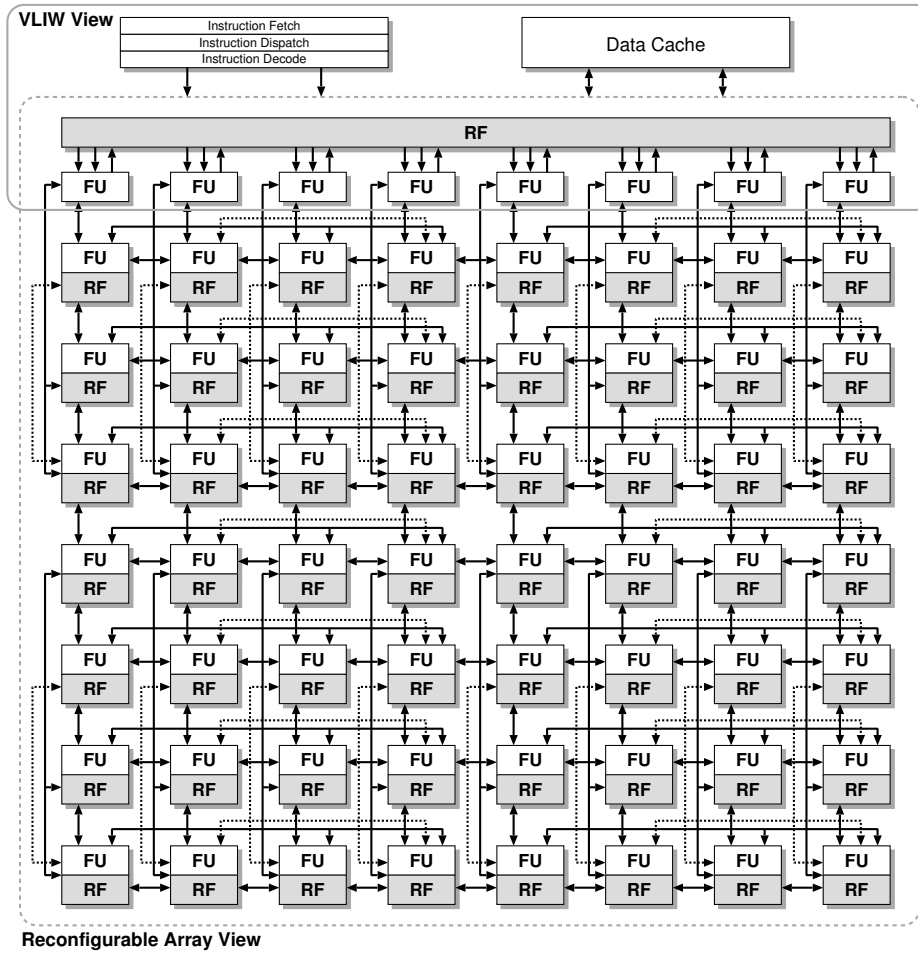 VLIW View
Instruction Fetch
Instruction Dispatch
Instruction Decode
Data Cache
RF
FU FU FU FU FU FU FU FU
FU FU FU FU FU FU FU FU
RF RF RF RF RF RF RF RF
FU FU FU FU FU FU FU FU
RF RF RF RF RF RF RF RF
FU FU FU FU FU FU FU FU
RF RF RF RF RF RF RF RF
FU FU FU FU FU FU FU FU
RF RF RF RF RF RF RF RF
FU FU FU FU FU FU FU FU
RF RF RF RF RF RF RF RF
FU FU FU FU FU FU FU FU
RF RF RF RF RF RF RF RF
FU FU FU FU FU FU FU FU
RF RF RF RF RF RF RF RF
Reconfigurable Array View